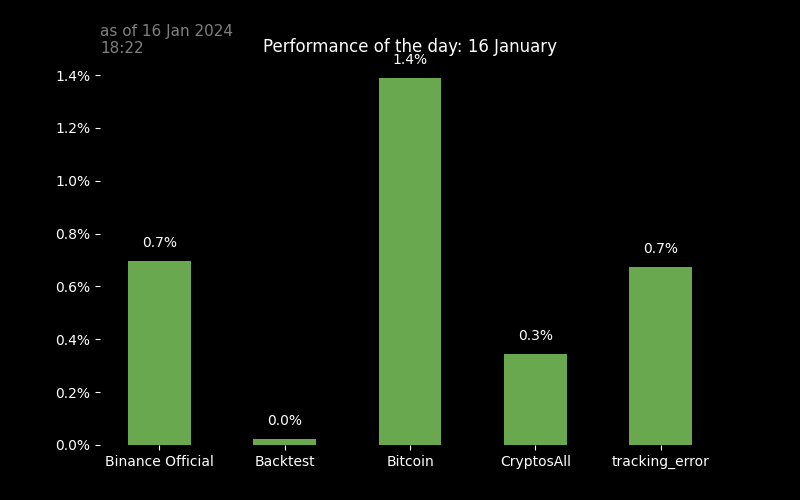 as of 16 Jan 2024
18:22
Performance of the day: 16 January
1.4%
1.4%
1.2%
1.0%
0.8%
0.7%
0.7%
0.6%
0.4%
0.3%
0.2%
0.0%
0.0%
Binance Official
Backtest
Bitcoin
CryptosAll
tracking_error